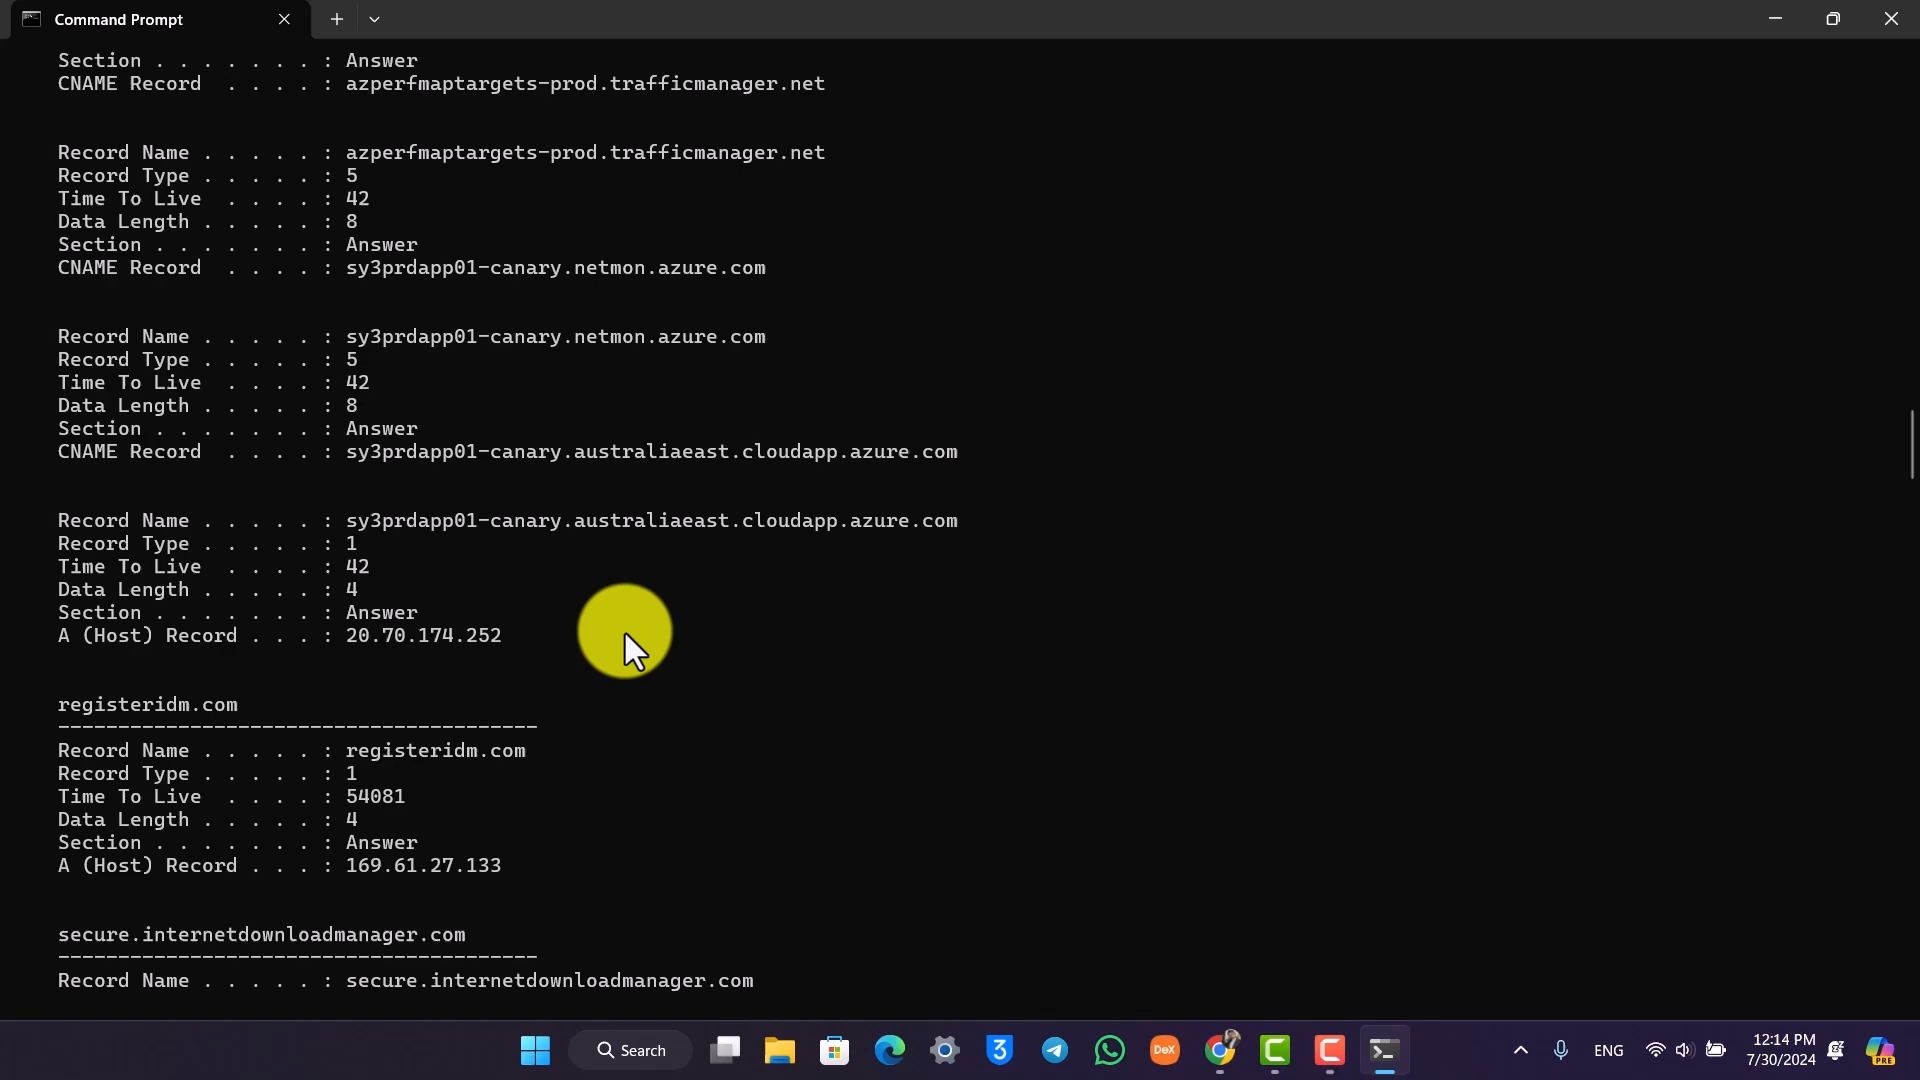 Command Prompt
Section . . . . . . . : Answer
CNAME Record  . . . . : azperfmaptargets-prod.trafficmanager.net
Record Name . . . . . : azperfmaptargets-prod.trafficmanager.net
Record Type . . . . . : 5
Time To Live  . . . . : 42
Data Length . . . . . : 8
Section . . . . . . . : Answer
CNAME Record  . . . . : sy3prdapp01-canary.netmon.azure.com
Record Name . . . . . : sy3prdapp01-canary.netmon.azure.com
Record Type . . . . . : 5
Time To Live  . . . . : 42
Data Length . . . . . : 8
Section . . . . . . . : Answer
CNAME Record  . . . . : sy3prdapp01-canary.australiaeast.cloudapp.azure.com
Record Name . . . . . : sy3prdapp01-canary.australiaeast.cloudapp.azure.com
Record Type . . . . . : 1
Time To Live  . . . . : 42
Data Length . . . . . : 4
Section . . . . . . . : Answer
A (Host) Record . . . : 20.70.174.252
registeridm.com
----------------------------------------
Record Name . . . . . : registeridm.com
Record Type . . . . . : 1
Time To Live  . . . . : 54081
Data Length . . . . . : 4
Section . . . . . . . : Answer
A (Host) Record . . . : 169.61.27.133
secure.internetdownloadmanager.com
----------------------------------------
Record Name . . . . . : secure.internetdownloadmanager.com
Search
3
DeX
ENG
12:14 PM
7/30/2024
PRE